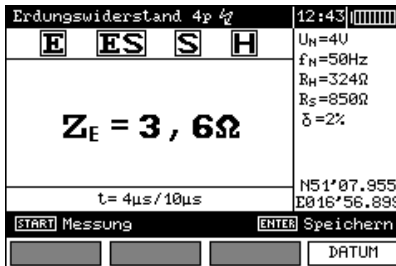 Erdungswiderstand 4p
12:43
E ES S H
UN=4U
fN=50Hz
RH=324Ω
RS=850Ω
δ=2%
ZE = 3,6Ω
t= 4µs/10µs
N51°07.955
E016°56.899
START Messung
ENTER Speichern
DATUM